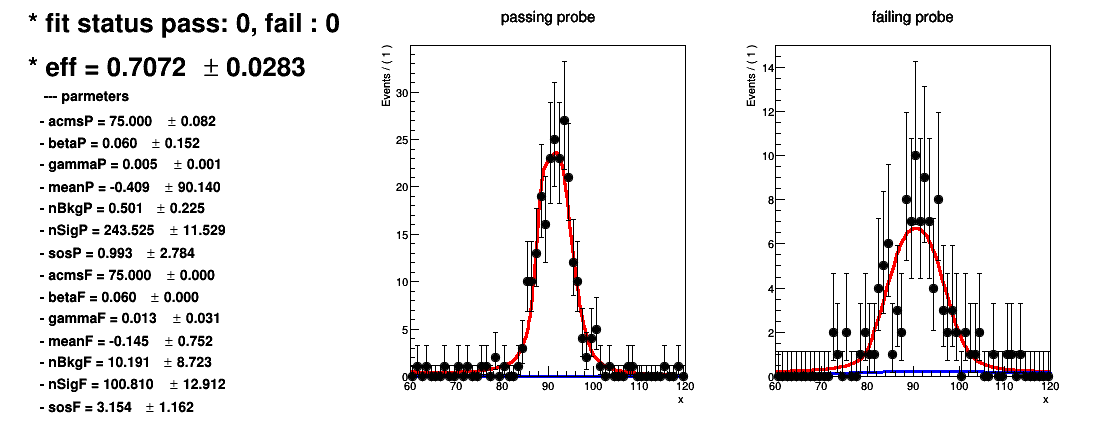 * fit status pass: 0, fail : 0
* eff = 0.7072 ± 0.0283
--- parmeters
- acmsP = 75.000 ± 0.082
- betaP = 0.060 ± 0.152
- gammaP = 0.005 ± 0.001
- meanP = -0.409 ± 90.140
- nBkgP = 0.501 ± 0.225
- nSigP = 243.525 ± 11.529
- sosP = 0.993 ± 2.784
- acmsF = 75.000 ± 0.000
- betaF = 0.060 ± 0.000
- gammaF = 0.013 ± 0.031
- meanF = -0.145 ± 0.752
- nBkgF = 10.191 ± 8.723
- nSigF = 100.810 ± 12.912
- sosF = 3.154 ± 1.162
passing probe
Events / ( 1 )
30
25
20
15
10
5
0
60 70 80 90 100 110 120
x
failing probe
Events / ( 1 )
14
12
10
8
6
4
2
0
60 70 80 90 100 110 120
x